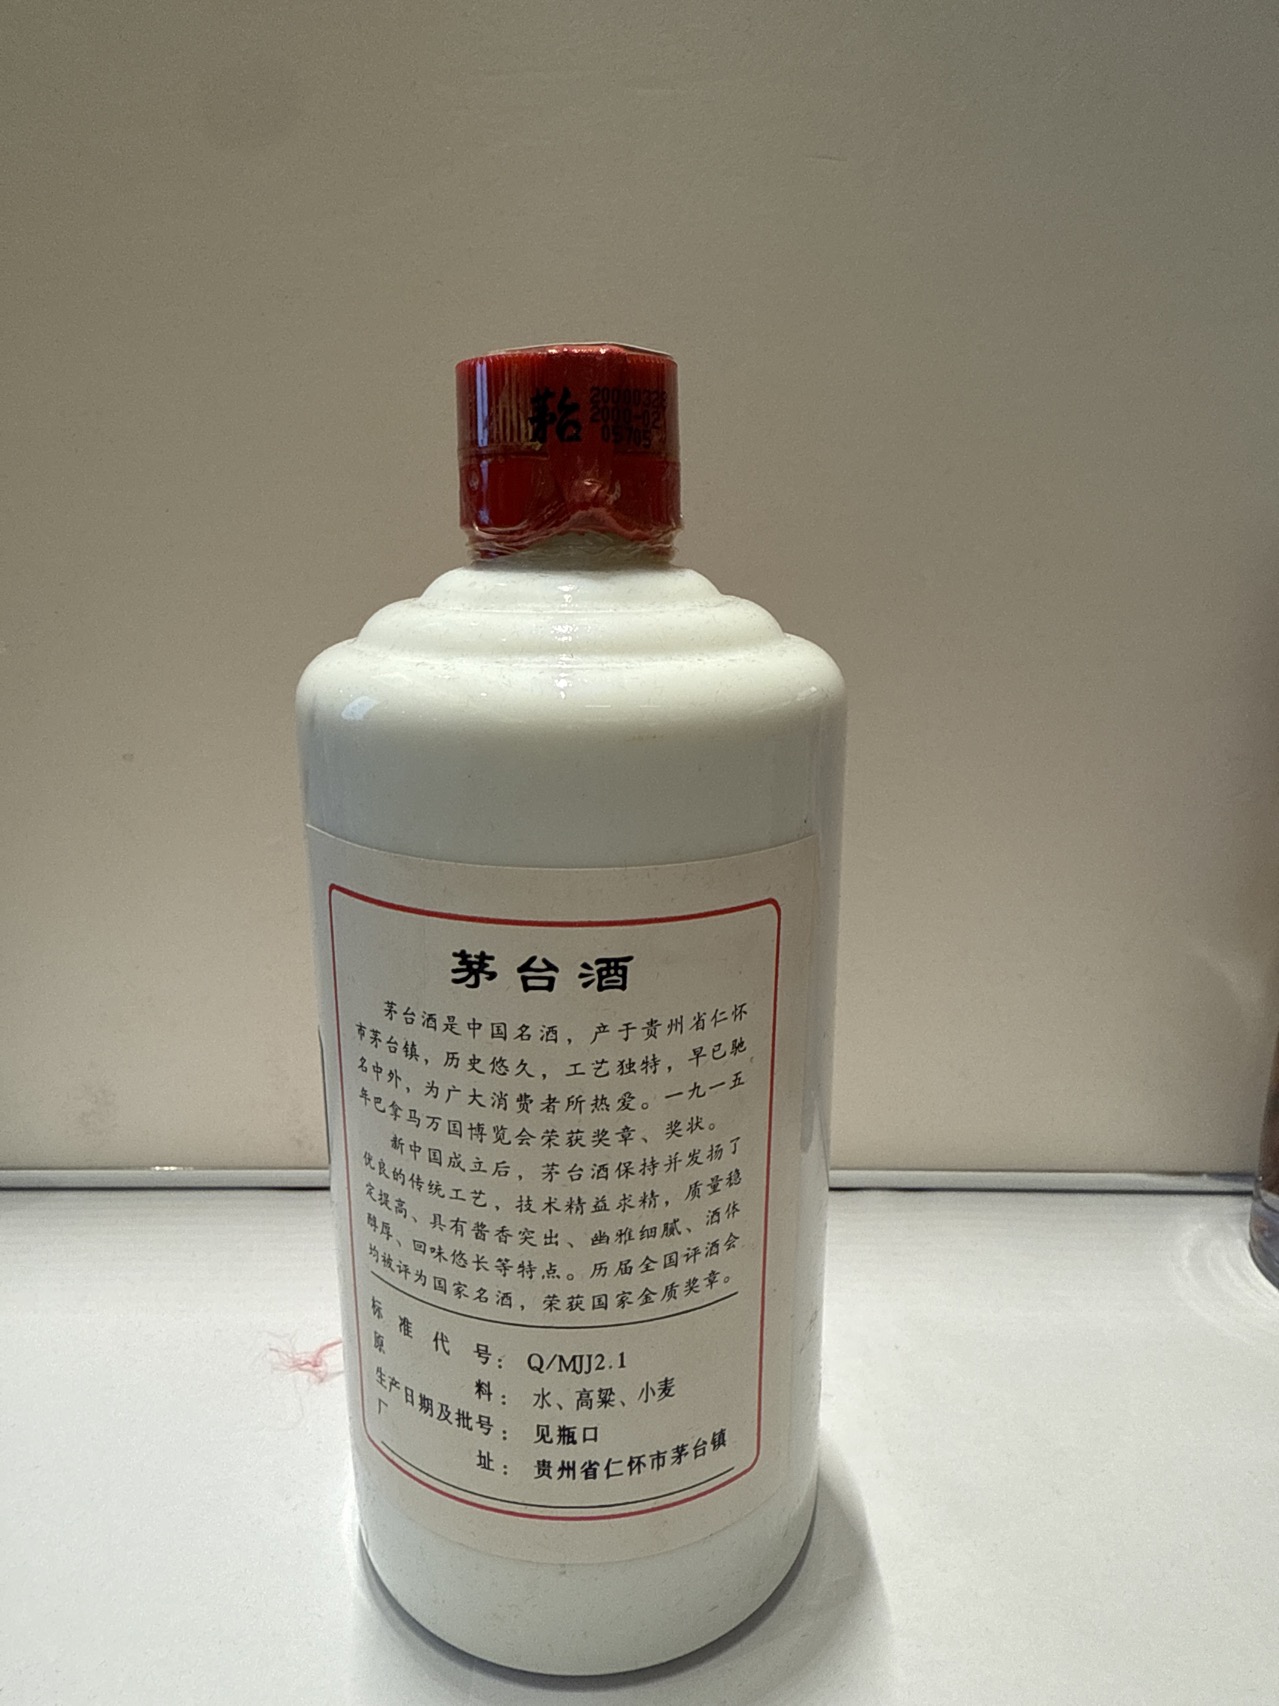 茅台
2000032
2000-02
05705
茅台酒
茅台酒是中国名酒，产于贵州省仁怀
市茅台镇，历史悠久，工艺独特，早已驰
名中外，为广大消费者所热爱。一九一五
年巴拿马万国博览会荣获奖章、奖状。
新中国成立后，茅台酒保持并发扬了
优良的传统工艺，技术精益求精，质量稳
定提高、具有酱香突出、幽雅细腻、酒体
醇厚、回味悠长等特点。历届全国评酒会
均被评为国家名酒，荣获国家金质奖章。
标准代号：Q/MJJ2.1
原料：水、高粱、小麦
生产日期及批号：见瓶口
厂址：贵州省仁怀市茅台镇